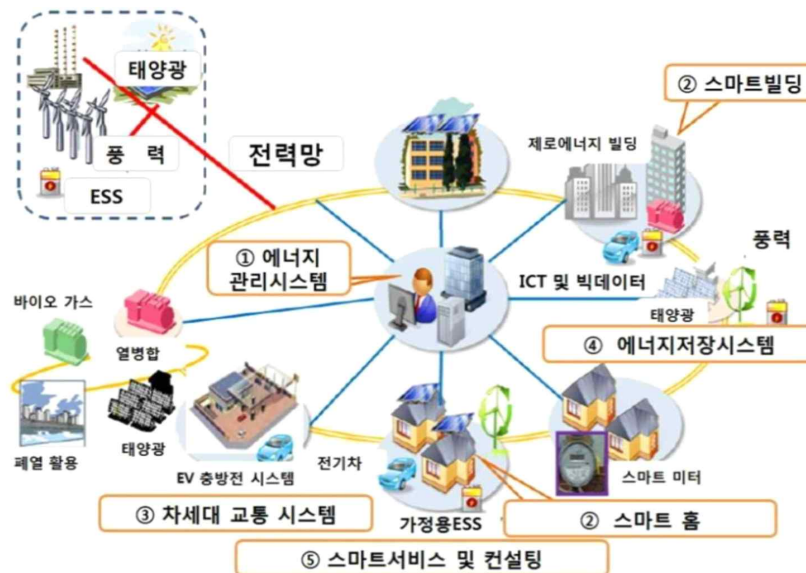 태양광
풍 력
ESS
전력망
② 스마트빌딩
제로에너지 빌딩
① 에너지
관리시스템
ICT 및 빅데이터
풍력
태양광
바이오 가스
열병합
④ 에너지저장시스템
폐열 활용
태양광
EV 충방전 시스템
전기차
스마트 미터
③ 차세대 교통 시스템
가정용ESS
② 스마트 홈
⑤ 스마트서비스 및 컨설팅